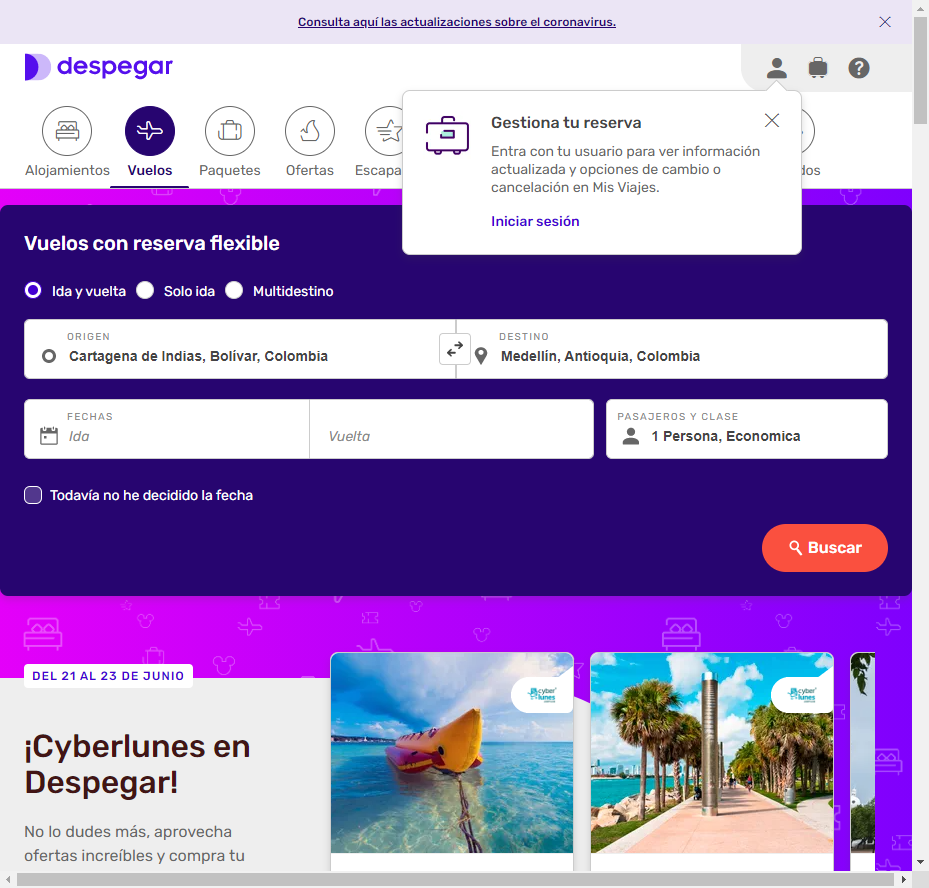 Consulta aquí las actualizaciones sobre el coronavirus.
despegar
?
Alojamientos
Vuelos
Paquetes
Ofertas
Escapa
dos
Gestiona tu reserva
Entra con tu usuario para ver información
actualizada y opciones de cambio o
cancelación en Mis Viajes.
Iniciar sesión
Vuelos con reserva flexible
Ida y vuelta
Solo ida
Multidestino
ORIGEN
Cartagena de Indias, Bolívar, Colombia
DESTINO
Medellín, Antioquia, Colombia
FECHAS
Ida
Vuelta
PASAJEROS Y CLASE
1 Persona, Economica
Todavía no he decidido la fecha
Buscar
DEL 21 AL 23 DE JUNIO
¡Cyberlunes en
Despegar!
No lo dudes más, aprovecha
ofertas increíbles y compra tu
cyber
lunes
cyber
lunes